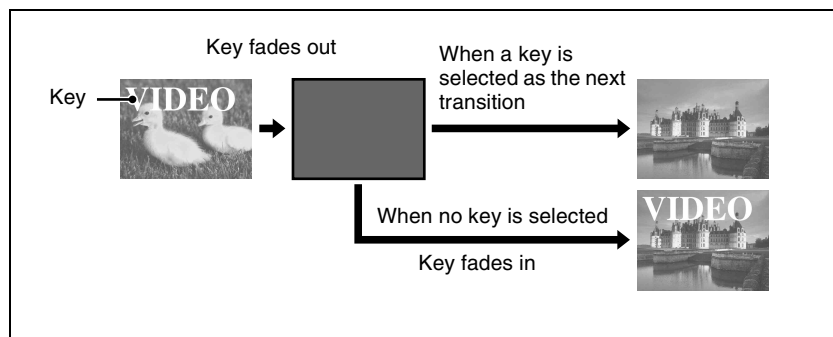 Key fades out
When a key is
selected as the next
transition
Key
VIDEO
When no key is selected
VIDEO
Key fades in